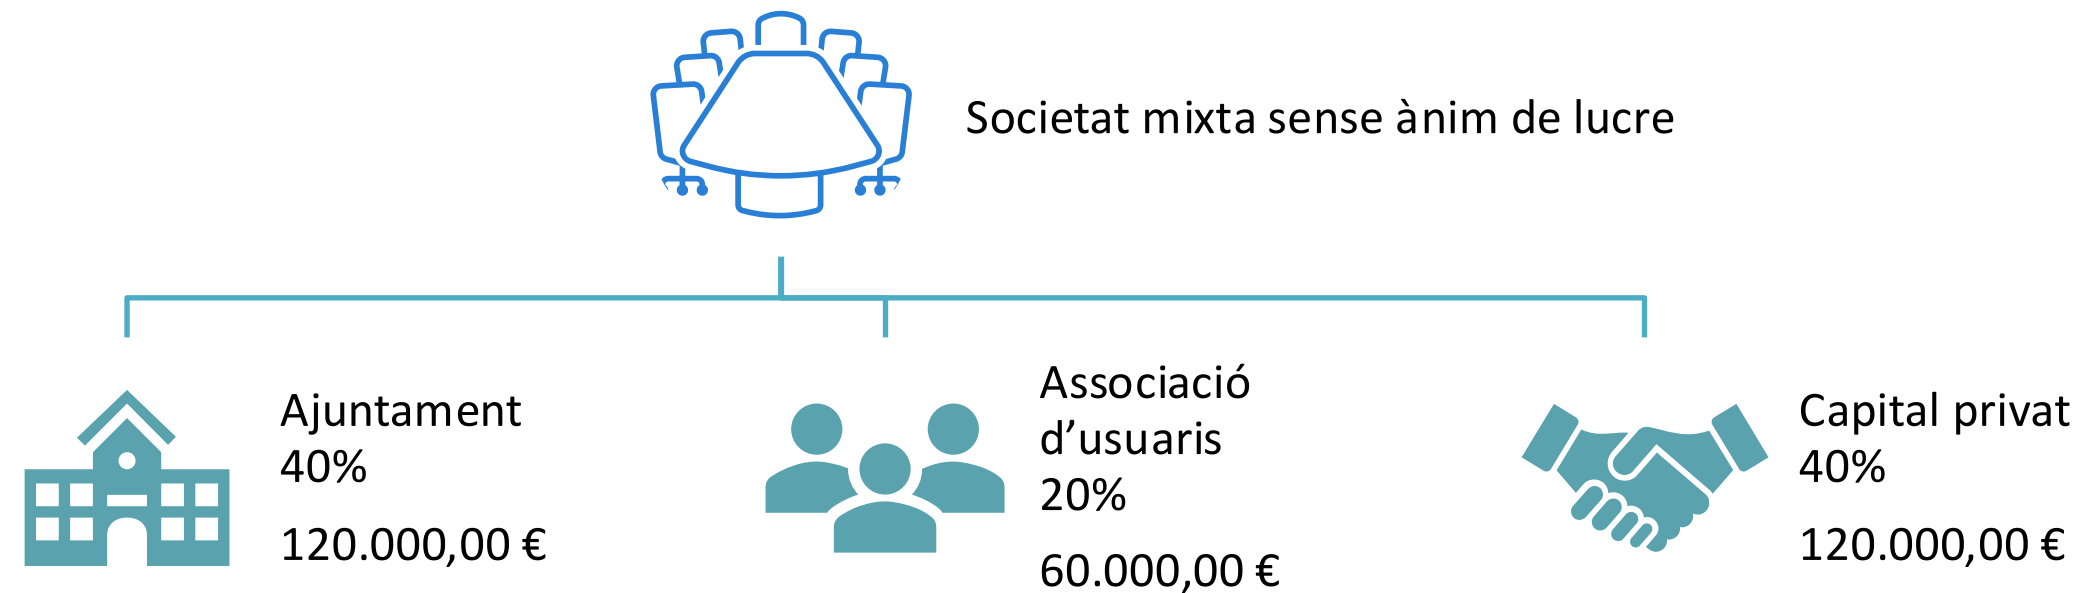 Societat mixta sense ànim de lucre
Ajuntament
40%
120.000,00 €
Associació
d’usuaris
20%
60.000,00 €
Capital privat
40%
120.000,00 €